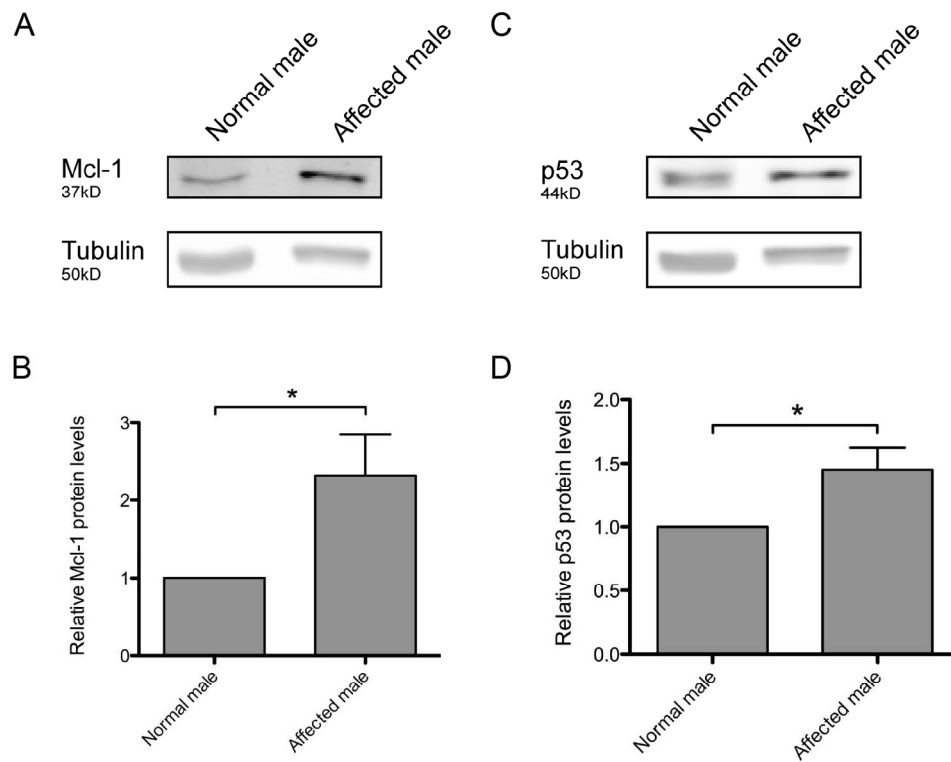 A
Normal male
Affected male
Mcl-1
37kD
Tubulin
50kD
B
Relative Mcl-1 protein levels
3
2
1
0
*
Normal male
Affected male
C
Normal male
Affected male
p53
44kD
Tubulin
50kD
D
Relative p53 protein levels
2.0
1.5
1.0
0.5
0.0
*
Normal male
Affected male